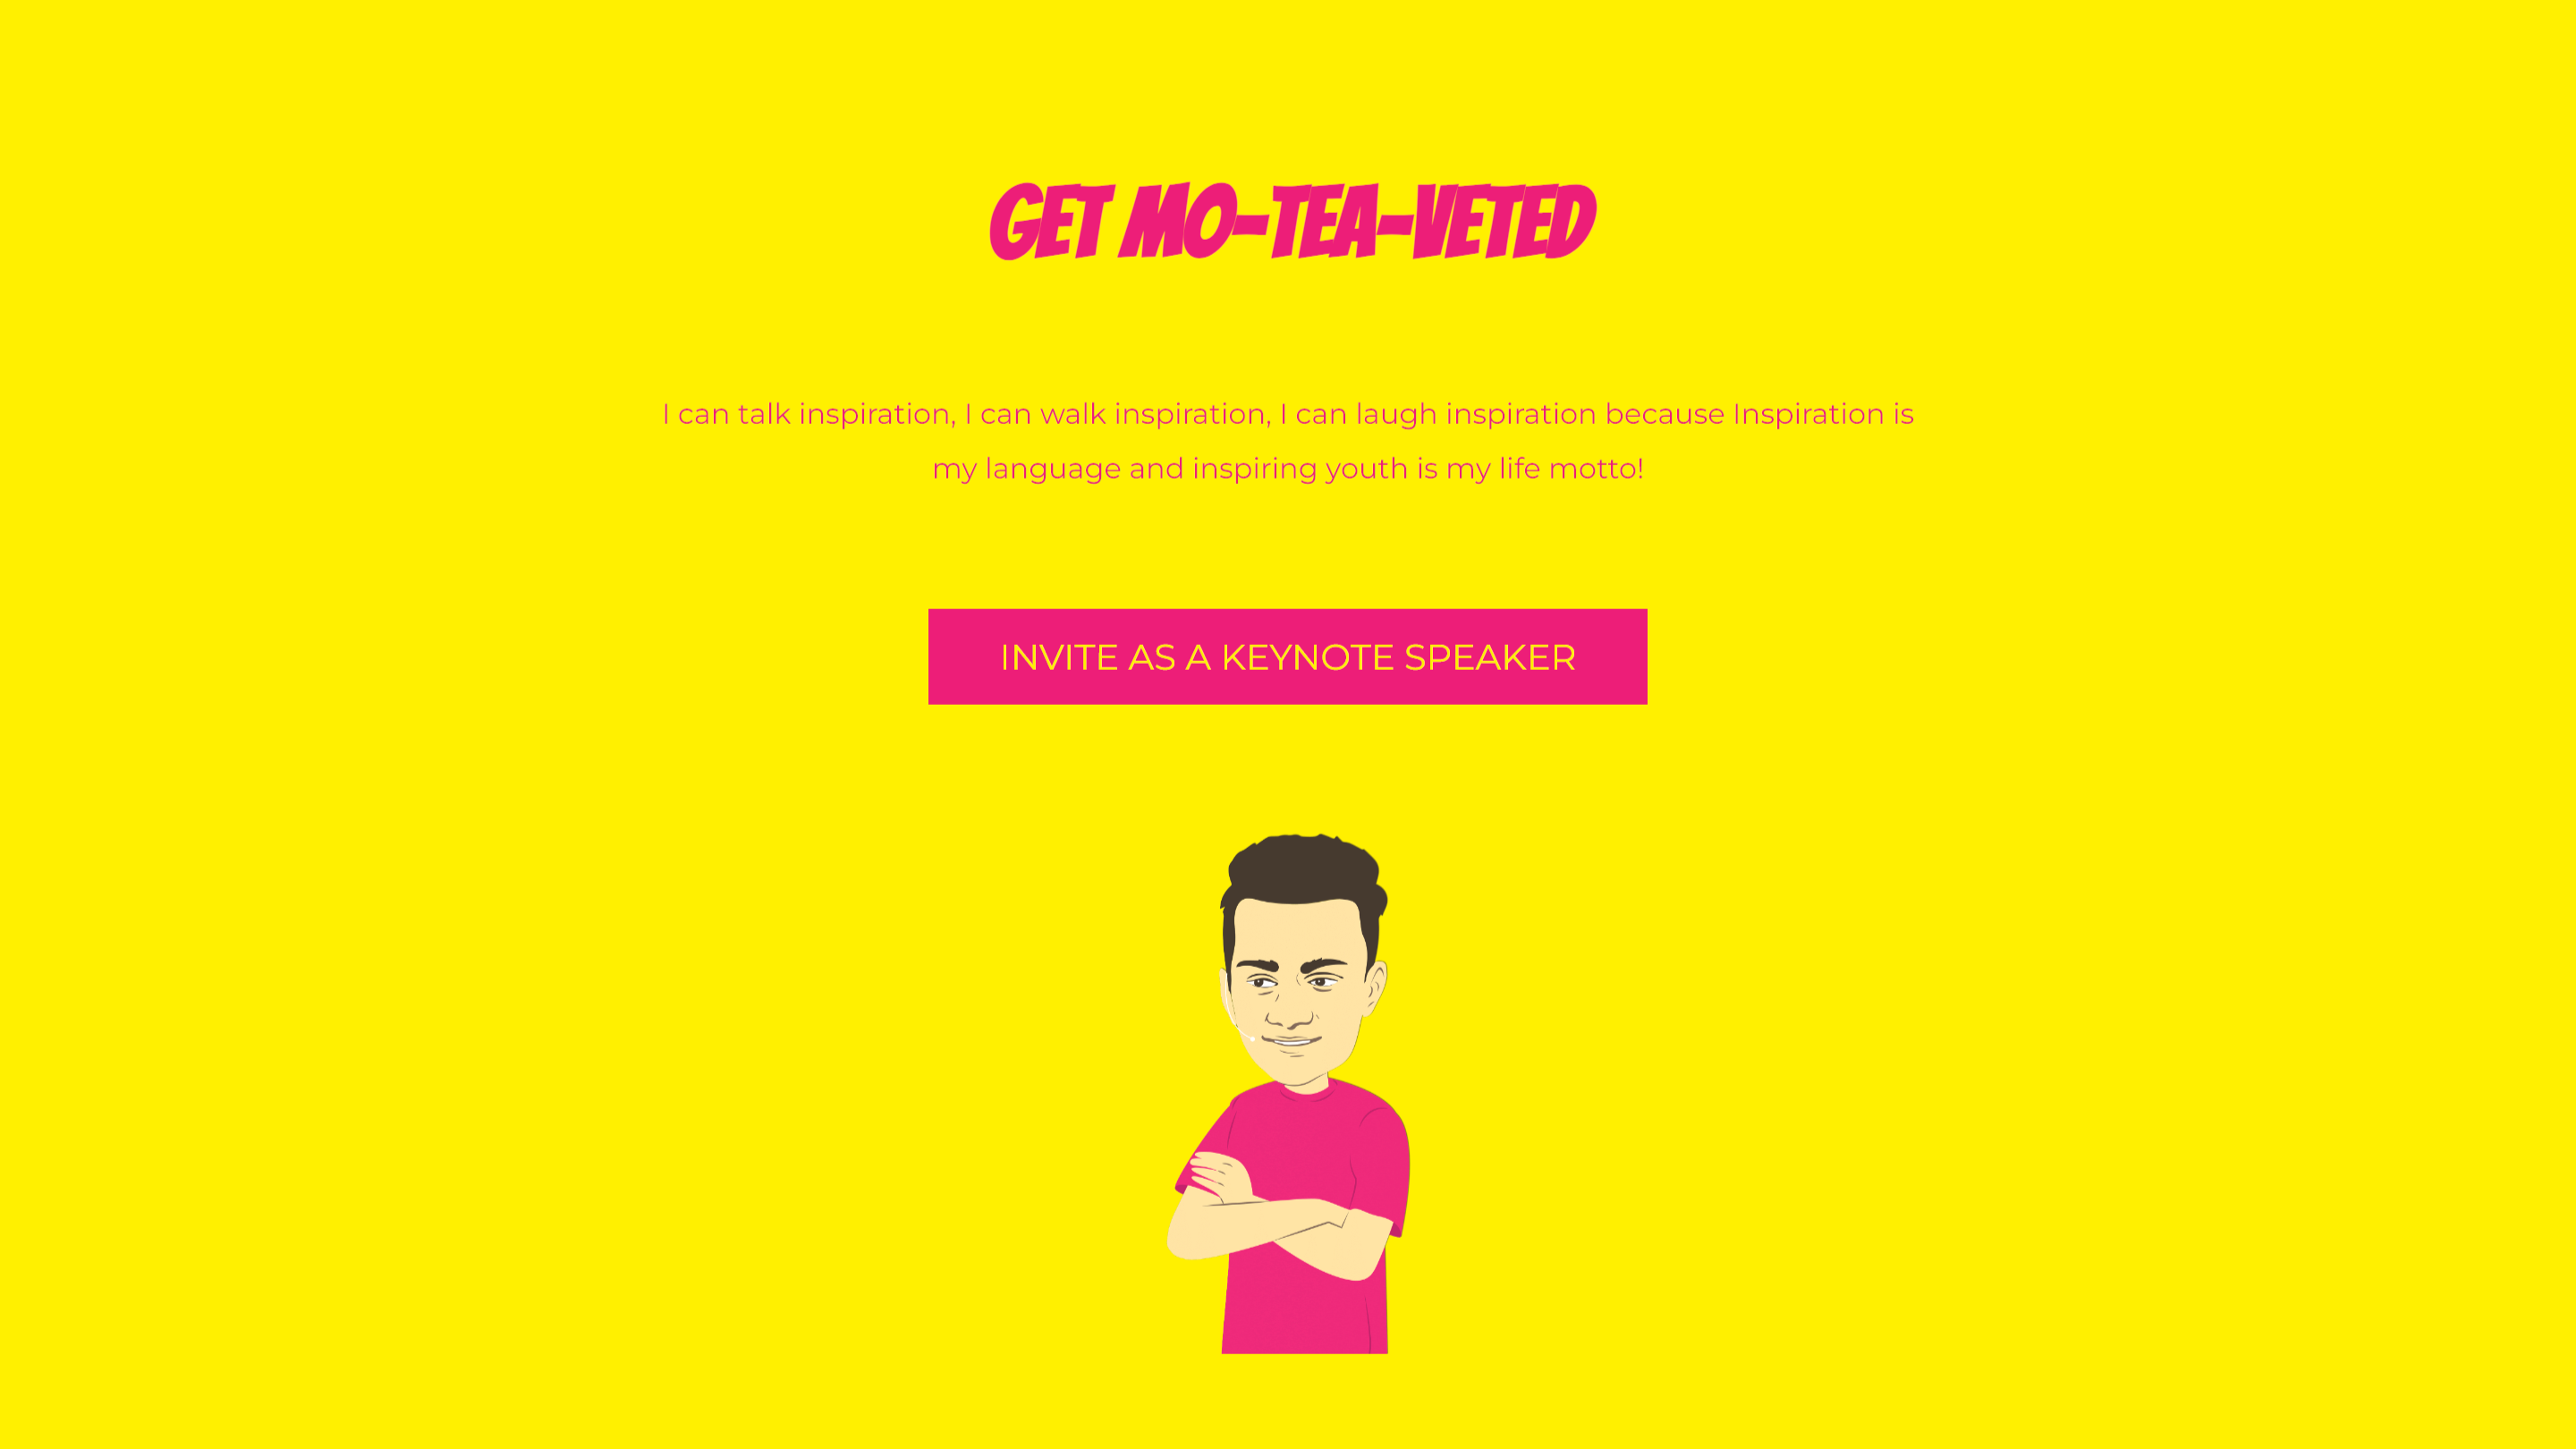 GET MO-TEA-VETED
I can talk inspiration, I can walk inspiration, I can laugh inspiration because Inspiration is
my language and inspiring youth is my life motto!
INVITE AS A KEYNOTE SPEAKER